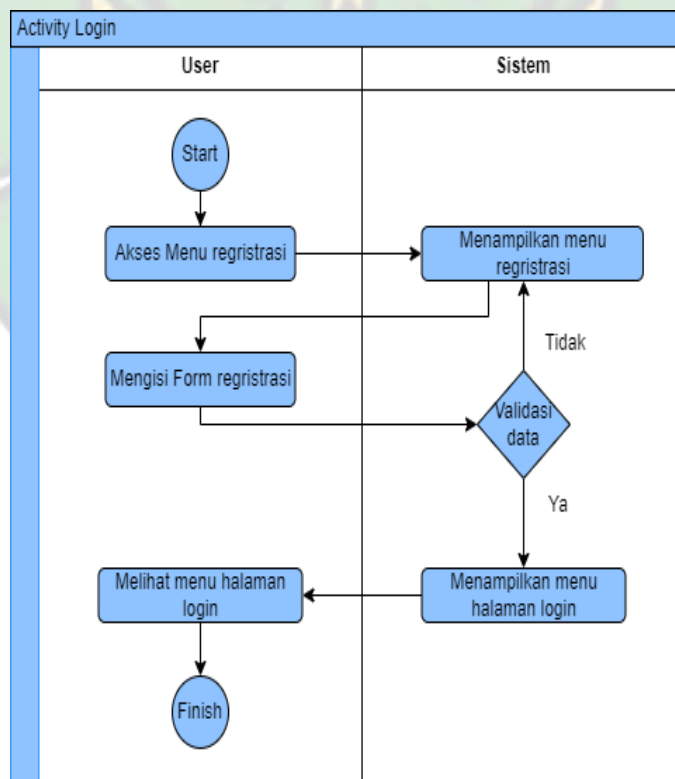 Activity Login
User
Sistem
Start
Akses Menu regristrasi
Menampilkan menu
regristrasi
Tidak
Mengisi Form regristrasi
Validasi
data
Ya
Melihat menu halaman
login
Menampilkan menu
halaman login
Finish